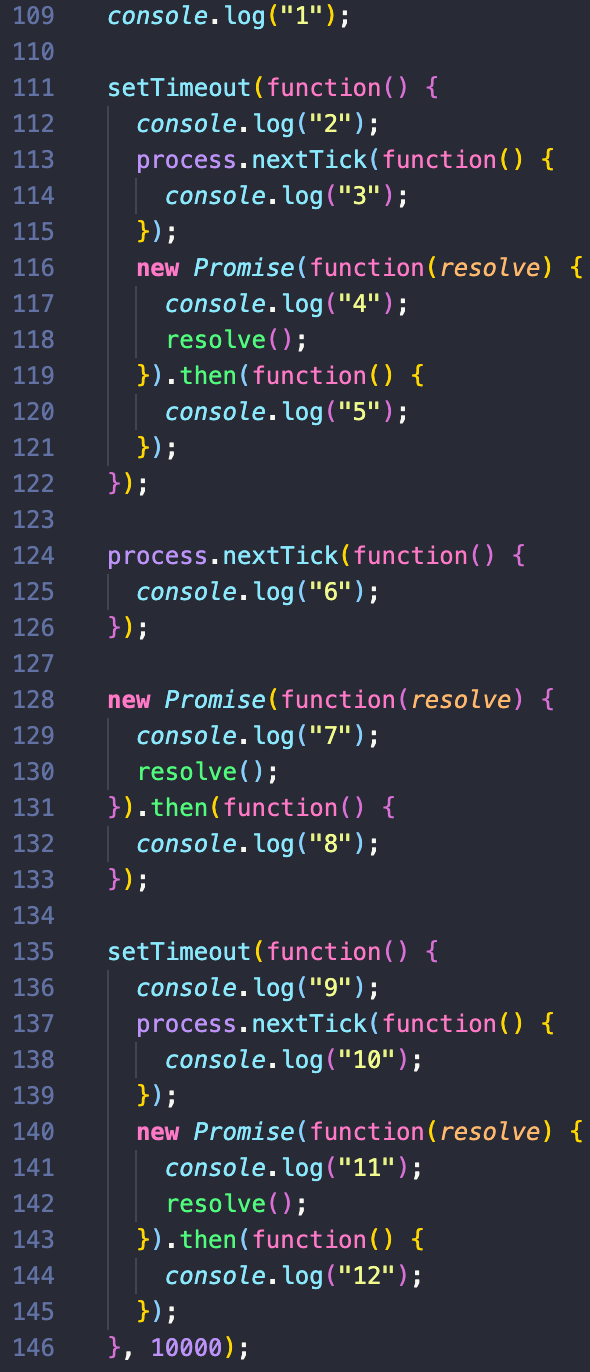 109 console.log("1");
110
111 setTimeout(function() {
112 console.log("2");
113 process.nextTick(function() {
114 console.log("3");
115 });
116 new Promise(function(resolve) {
117 console.log("4");
118 resolve();
119 }).then(function() {
120 console.log("5");
121 });
122 });
123
124 process.nextTick(function() {
125 console.log("6");
126 });
127
128 new Promise(function(resolve) {
129 console.log("7");
130 resolve();
131 }).then(function() {
132 console.log("8");
133 });
134
135 setTimeout(function() {
136 console.log("9");
137 process.nextTick(function() {
138 console.log("10");
139 });
140 new Promise(function(resolve) {
141 console.log("11");
142 resolve();
143 }).then(function() {
144 console.log("12");
145 });
146 }, 10000);